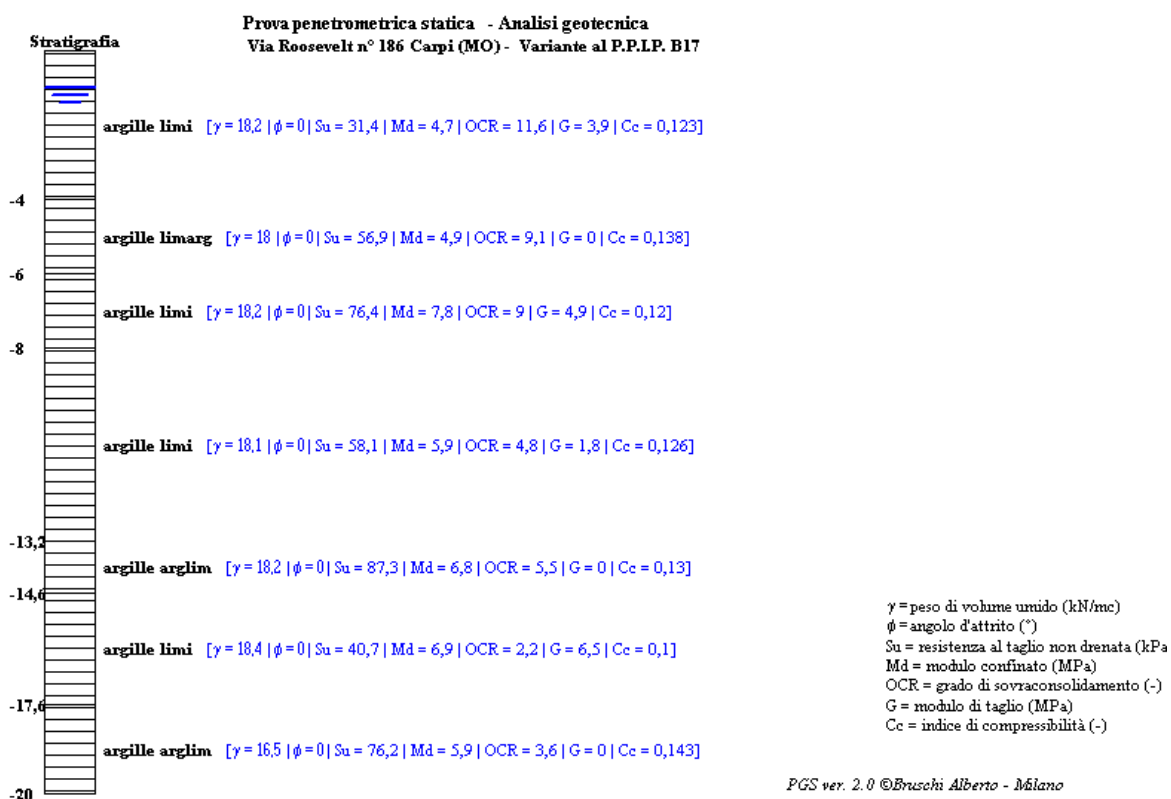 Prova penetrometrica statica - Analisi geotecnica
Stratigrafia
Via Roosevelt n° 186 Carpi (MO) - Variante al P.P.I.P. B17
argille limi [γ = 18,2 | ϕ = 0 | Su = 31,4 | Md = 4,7 | OCR = 11,6 | G = 3,9 | Cc = 0,123]
-4
argille limarg [γ = 18 | ϕ = 0 | Su = 56,9 | Md = 4,9 | OCR = 9,1 | G = 0 | Cc = 0,138]
-6
argille limi [γ = 18,2 | ϕ = 0 | Su = 76,4 | Md = 7,8 | OCR = 9 | G = 4,9 | Cc = 0,12]
-8
argille limi [γ = 18,1 | ϕ = 0 | Su = 58,1 | Md = 5,9 | OCR = 4,8 | G = 1,8 | Cc = 0,126]
-13,2
argille arglim [γ = 18,2 | ϕ = 0 | Su = 87,3 | Md = 6,8 | OCR = 5,5 | G = 0 | Cc = 0,13]
-14,6
γ = peso di volume umido (kN/mc)
ϕ = angolo d'attrito (°)
Su = resistenza al taglio non drenata (kPa
argille limi [γ = 18,4 | ϕ = 0 | Su = 40,7 | Md = 6,9 | OCR = 2,2 | G = 6,5 | Cc = 0,1]
Md = modulo confinato (MPa)
OCR = grado di sovraconsolidamento (-)
-17,6
G = modulo di taglio (MPa)
Cc = indice di compressibilità (-)
argille arglim [γ = 16,5 | ϕ = 0 | Su = 76,2 | Md = 5,9 | OCR = 3,6 | G = 0 | Cc = 0,143]
PGS ver. 2.0 ©Bruschi Alberto - Milano
-20